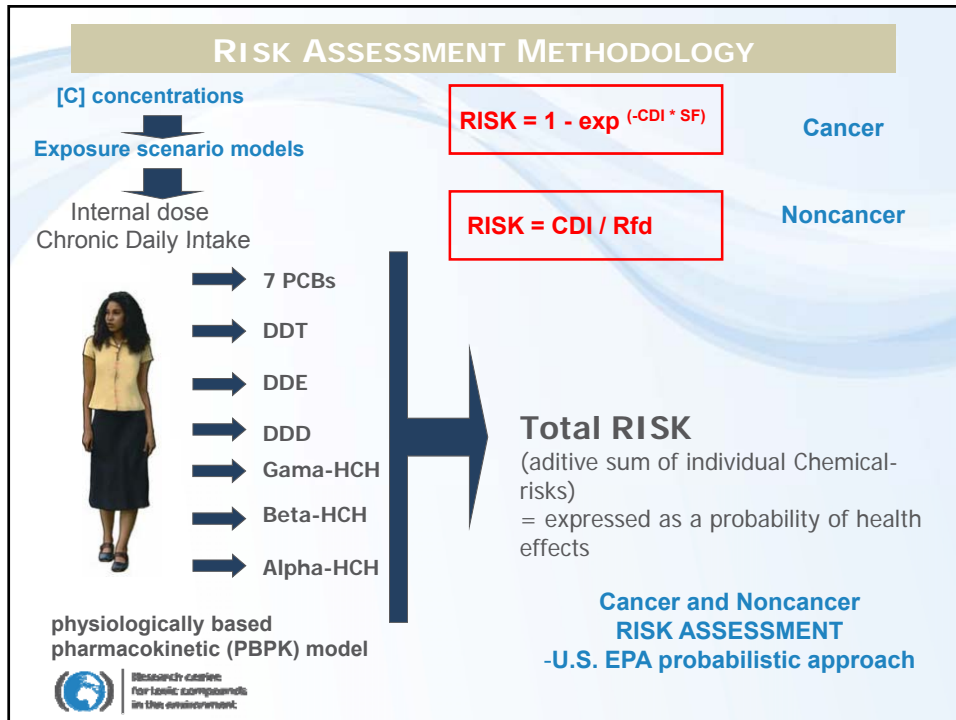 RISK ASSESSMENT METHODOLOGY
[C] concentrations
Exposure scenario models
Internal dose
Chronic Daily Intake
RISK = 1 - exp (-CDI * SF)
Cancer
RISK = CDI / Rfd
Noncancer
7 PCBs
DDT
DDE
DDD
Gama-HCH
Beta-HCH
Alpha-HCH
Total RISK
(aditive sum of individual Chemical-
risks)
= expressed as a probability of health
effects
physiologically based
pharmacokinetic (PBPK) model
Cancer and Noncancer
RISK ASSESSMENT
-U.S. EPA probabilistic approach
Research centre
for toxic compounds
in the environment